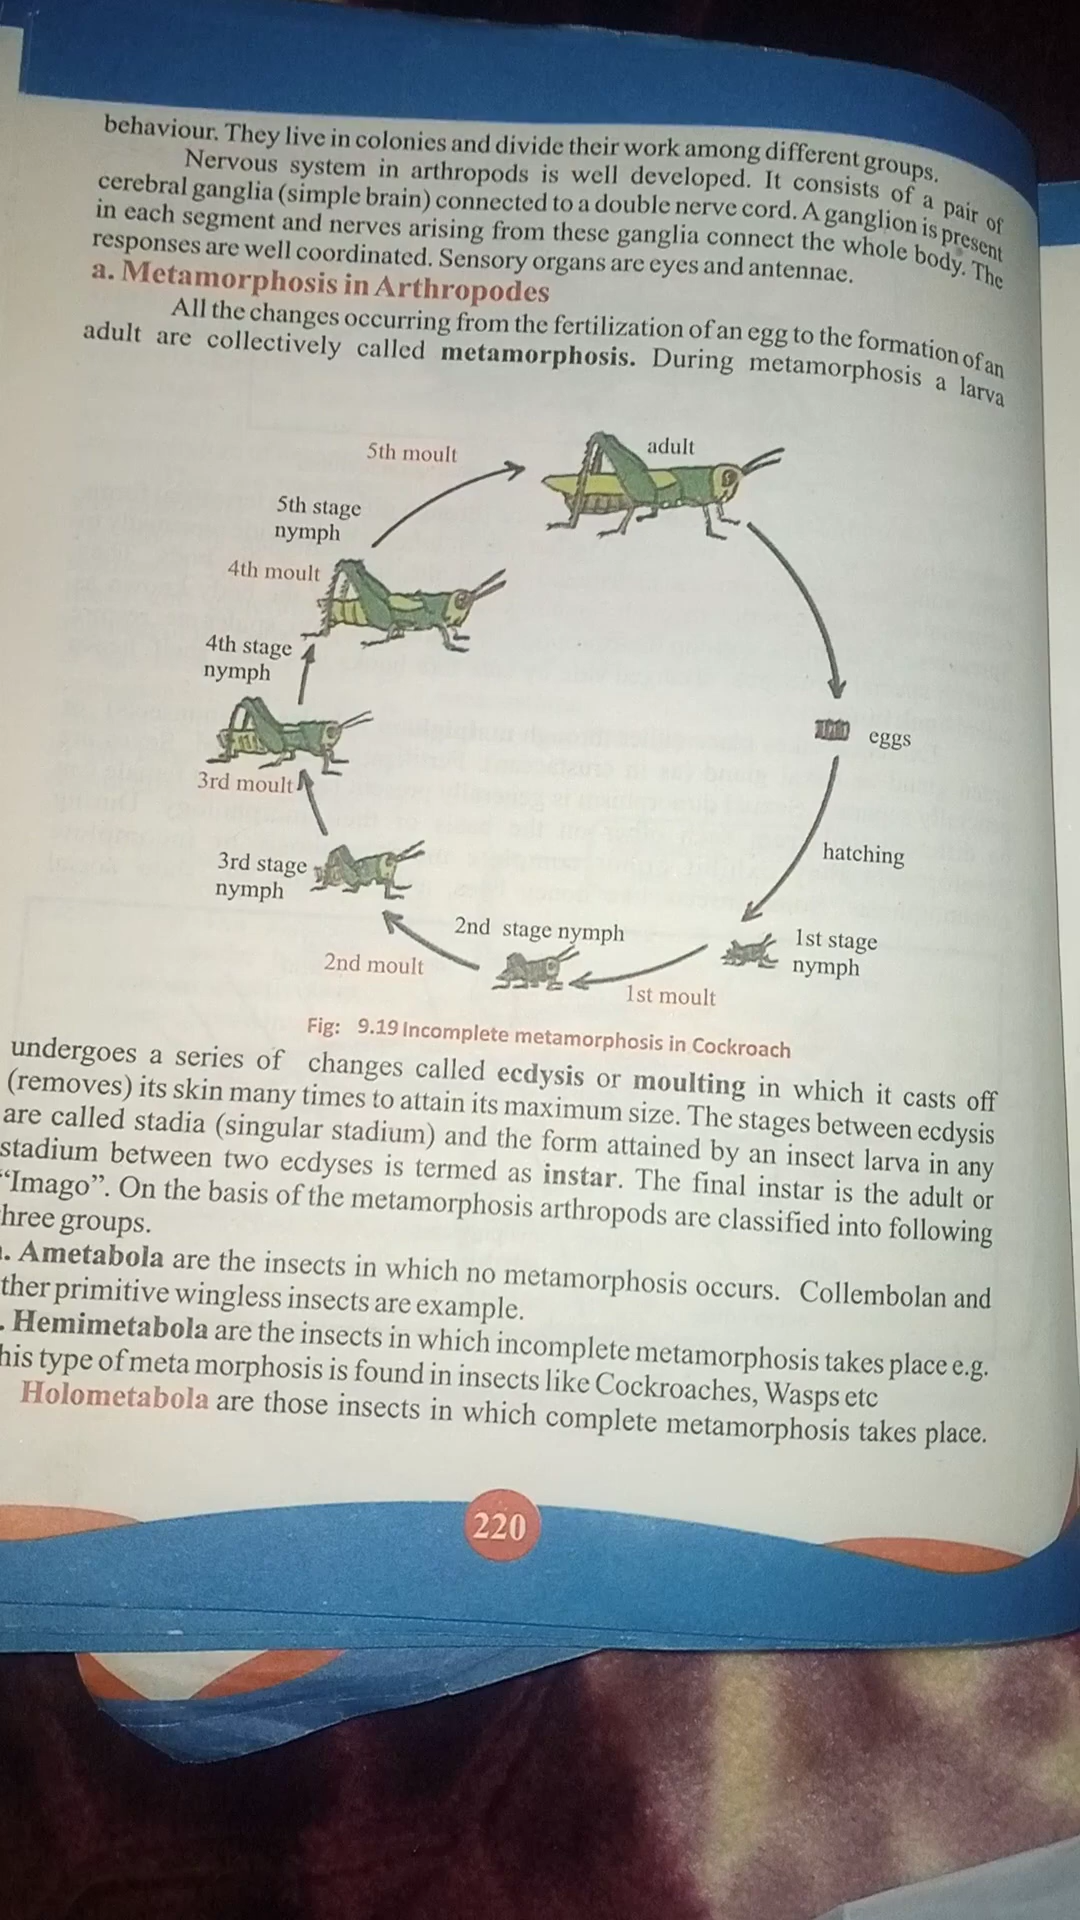 behaviour. They live in colonies and divide their work among different groups.
Nervous system in arthropods is well developed. It consists of a pair of
cerebral ganglia (simple brain) connected to a double nerve cord. A ganglion is present
in each segment and nerves arising from these ganglia connect the whole body. The
responses are well coordinated. Sensory organs are eyes and antennae.
a. Metamorphosis in Arthropodes
All the changes occurring from the fertilization of an egg to the formation of an
adult are collectively called metamorphosis. During metamorphosis a larva
adult
5th moult
5th stage
nymph
4th moult
4th stage
nymph
eggs
3rd moult
hatching
3rd stage
nymph
2nd stage nymph
1st stage
nymph
2nd moult
1st moult
Fig: 9.19 Incomplete metamorphosis in Cockroach
undergoes a series of changes called ecdysis or moulting in which it casts off
(removes) its skin many times to attain its maximum size. The stages between ecdysis
are called stadia (singular stadium) and the form attained by an insect larva in any
stadium between two ecdyses is termed as instar. The final instar is the adult or
“Imago”. On the basis of the metamorphosis arthropods are classified into following
hree groups.
. Ametabola are the insects in which no metamorphosis occurs. Collembolan and
ther primitive wingless insects are example.
. Hemimetabola are the insects in which incomplete metamorphosis takes place e.g.
his type of meta morphosis is found in insects like Cockroaches, Wasps etc
Holometabola are those insects in which complete metamorphosis takes place.
220